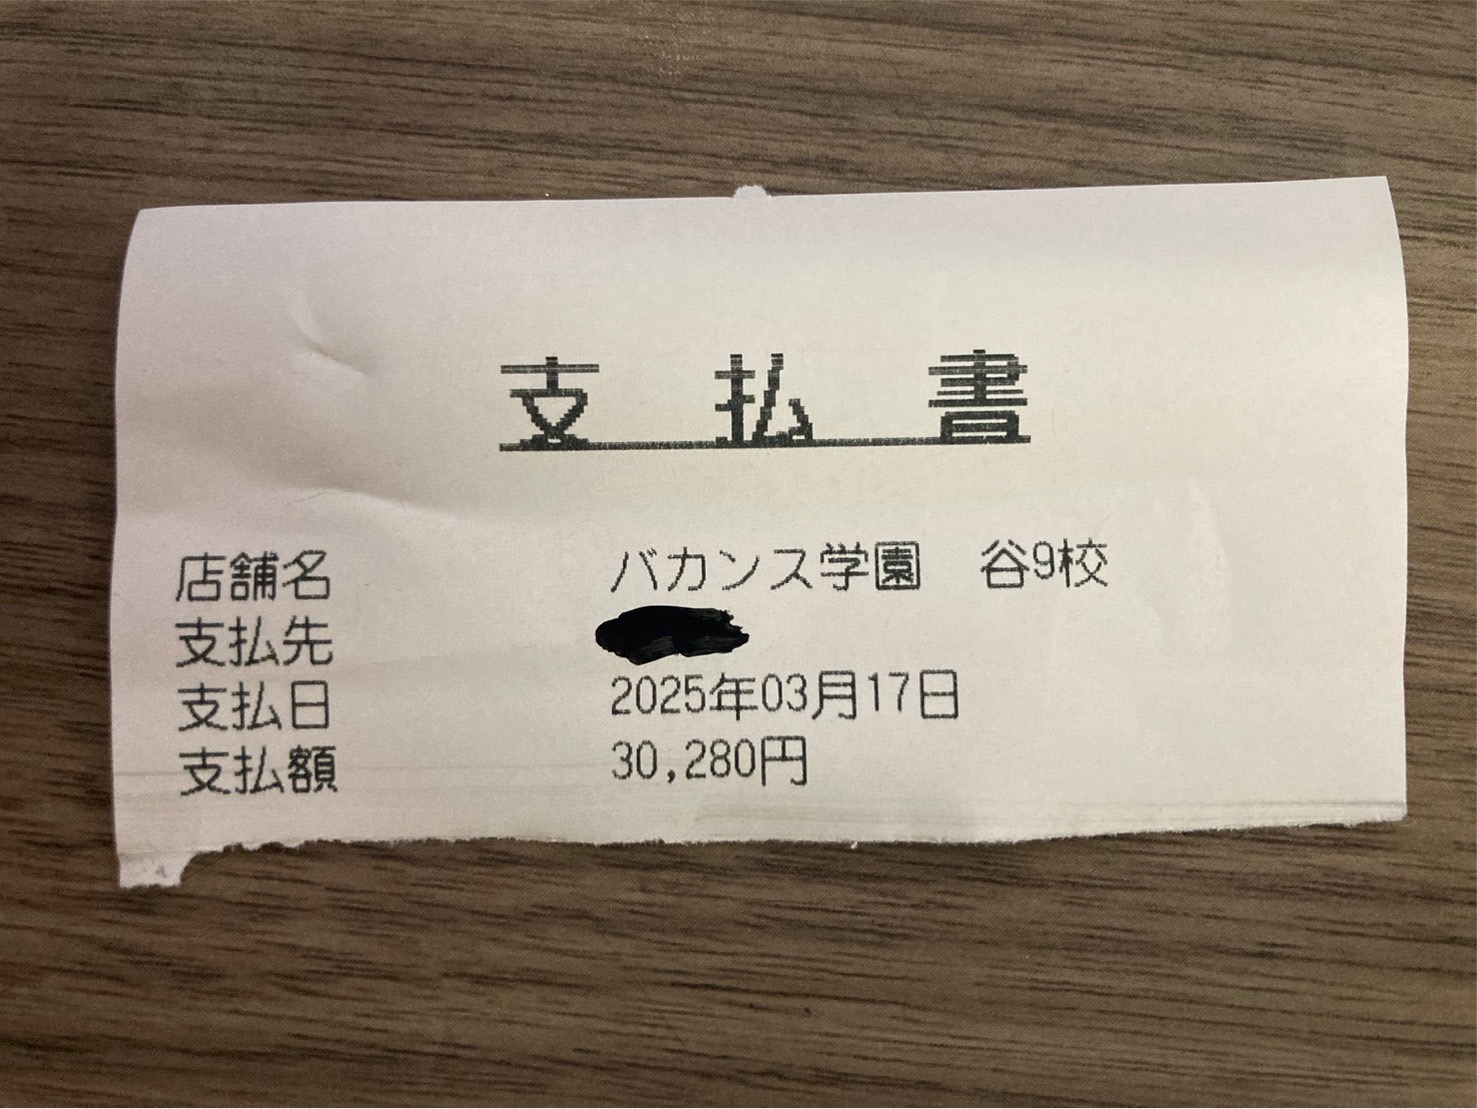 支払書
店舗名 バカンス学園 谷9校
支払先
支払日 2025年03月17日
支払額 30,280円